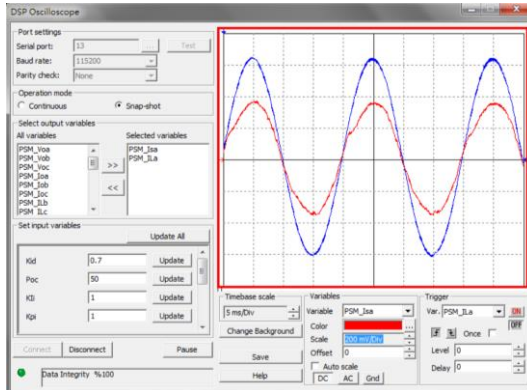 DSP Oscilloscope
Port settings
Serial port: 13 ... Test
Baud rate: 115200
Parity check: None
Operation mode
Continuous Snap-shot
Select output variables
All variables Selected variables
PSM_Voa PSM_Isa
PSM_Vob PSM_ILa
PSM_Voc
PSM_Ioa
PSM_Iob
PSM_Ioc
PSM_ILb
PSM_ILc
>>
<<
Set input variables
Update All
Kid 0.7 Update
Poc 50 Update
1 Update
Kpi 1 Update
Connect Disconnect Pause
Data Integrity %100
Timebase scale
5 ms/Div
Change Background
Save
Help
Variables
Variable PSM_Isa
Color ...
Scale 200 mV/Div
Offset 0
Auto scale
DC AC Gnd
Trigger
Var. PSM_ILa ON
OFF
Once
Level 0
Delay 0